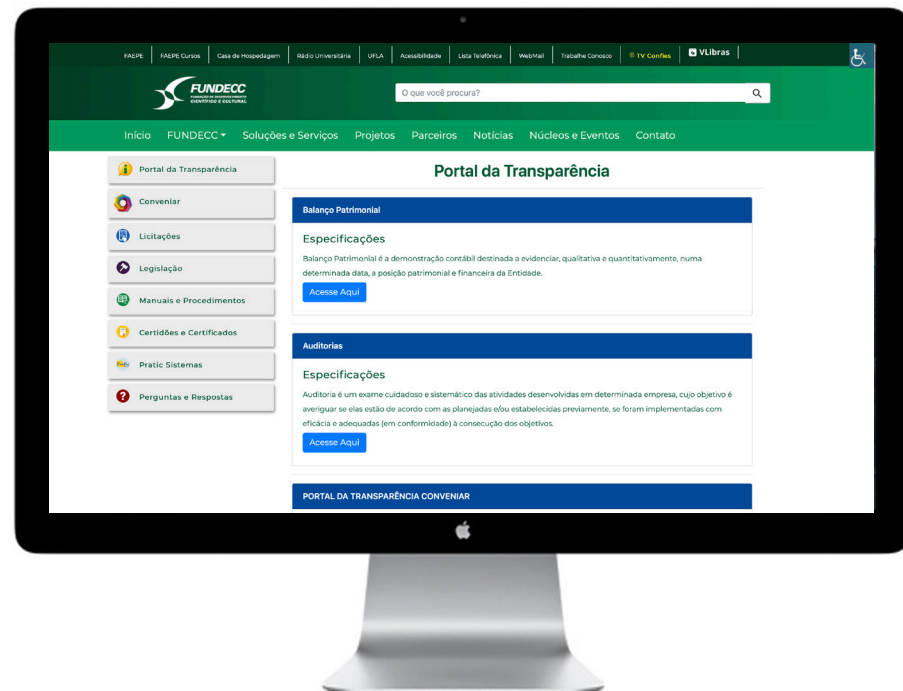 FAEPE
FAEPE Cursos
Casa de Hospedagem
Rádio Universitária
UFLA
Acessibilidade
Lista Telefônica
WebMail
Trabalhe Conosco
TV Confies
VLibras
FUNDECC
FUNDAÇÃO DE DESENVOLVIMENTO
CIENTÍFICO E CULTURAL
O que você procura?
Início FUNDECC Soluções e Serviços Projetos Parceiros Notícias Núcleos e Eventos Contato
Portal da Transparência
Conveniar
Licitações
Legislação
Manuais e Procedimentos
Certidões e Certificados
Pratic Sistemas
Perguntas e Respostas
Portal da Transparência
Balanço Patrimonial
Especificações
Balanço Patrimonial é a demonstração contábil destinada a evidenciar, qualitativa e quantitativamente, numa
determinada data, a posição patrimonial e financeira da Entidade.
Acesse Aqui
Auditorias
Especificações
Auditoria é um exame cuidadoso e sistemático das atividades desenvolvidas em determinada empresa, cujo objetivo é
averiguar se elas estão de acordo com as planejadas e/ou estabelecidas previamente, se foram implementadas com
eficácia e adequadas (em conformidade) à consecução dos objetivos.
Acesse Aqui
PORTAL DA TRANSPARÊNCIA CONVENIAR